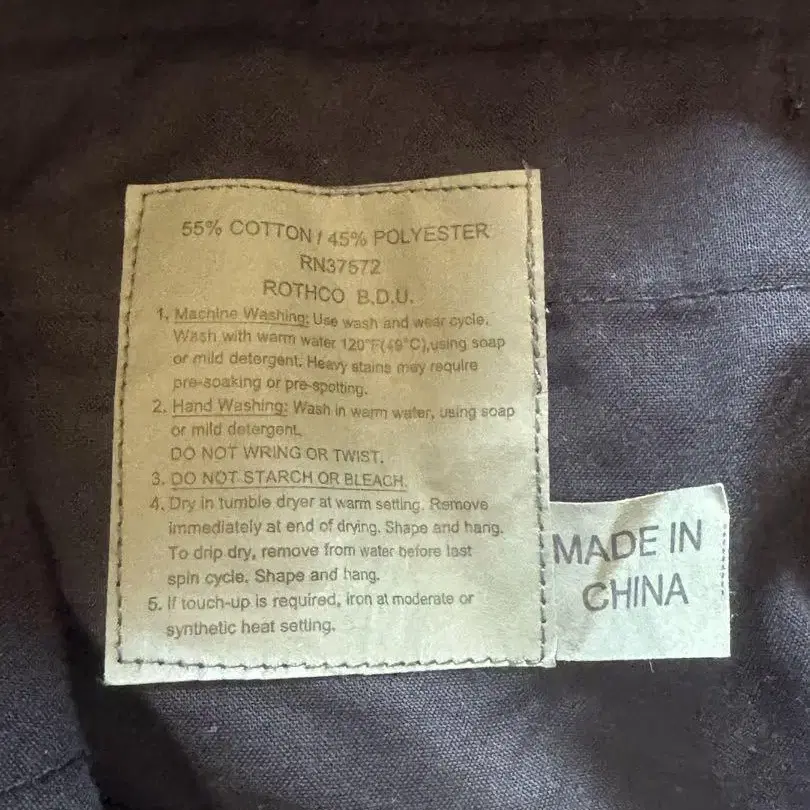 55% COTTON / 45% POLYESTER
RN37572
ROTHCO B.D.U.
1. Machine Washing: Use wash and wear cycle.
Wash with warm water 120°F(49°C),using soap
or mild detergent. Heavy stains may require
pre-soaking or pre-spotting.
2. Hand Washing: Wash in warm water, using soap
or mild detergent.
DO NOT WRING OR TWIST.
3. DO NOT STARCH OR BLEACH.
4. Dry in tumble dryer at warm setting. Remove
immediately at end of drying. Shape and hang.
To drip dry, remove from water before last
spin cycle. Shape and hang.
5. If touch-up is required, iron at moderate or
synthetic heat setting.
MADE IN
CHINA